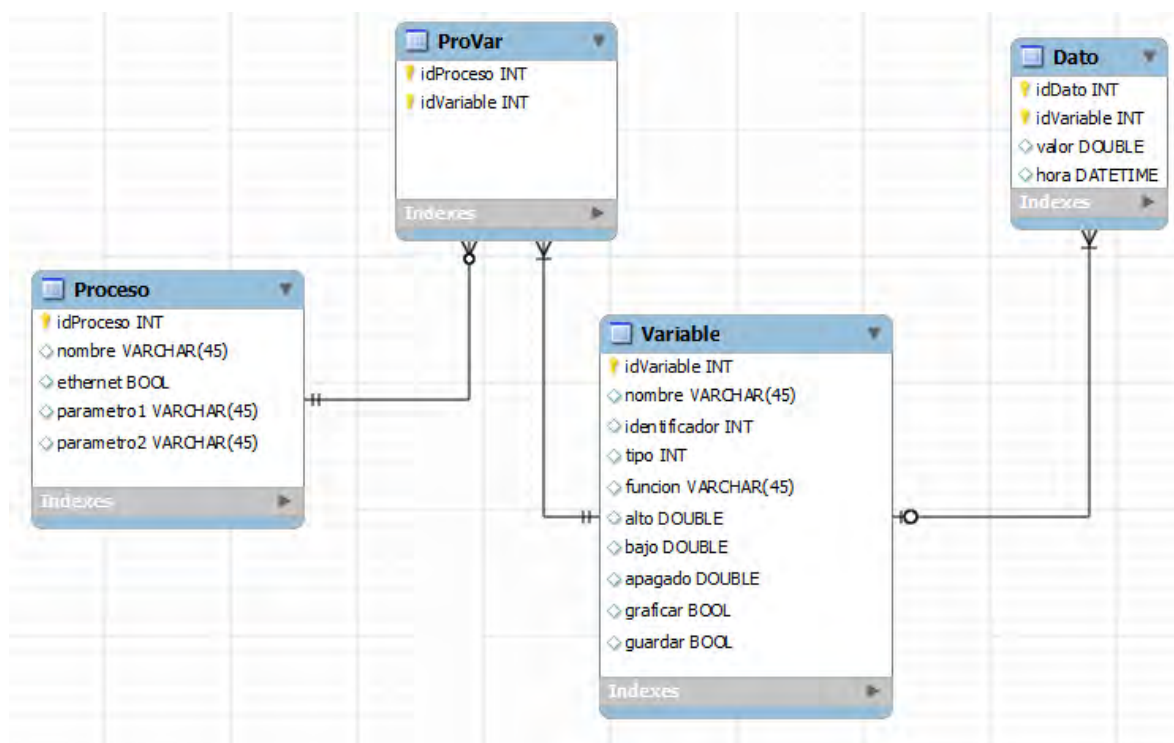 ProVar
idProceso INT
idVariable INT
Indexes
Dato
idDato INT
idVariable INT
valor DOUBLE
hora DATETIME
Indexes
Proceso
idProceso INT
nombre VARCHAR(45)
ethernet BOOL
parametro1 VARCHAR(45)
parametro2 VARCHAR(45)
Indexes
Variable
idVariable INT
nombre VARCHAR(45)
identificador INT
tipo INT
funcion VARCHAR(45)
alto DOUBLE
bajo DOUBLE
apagado DOUBLE
graficar BOOL
guardar BOOL
Indexes